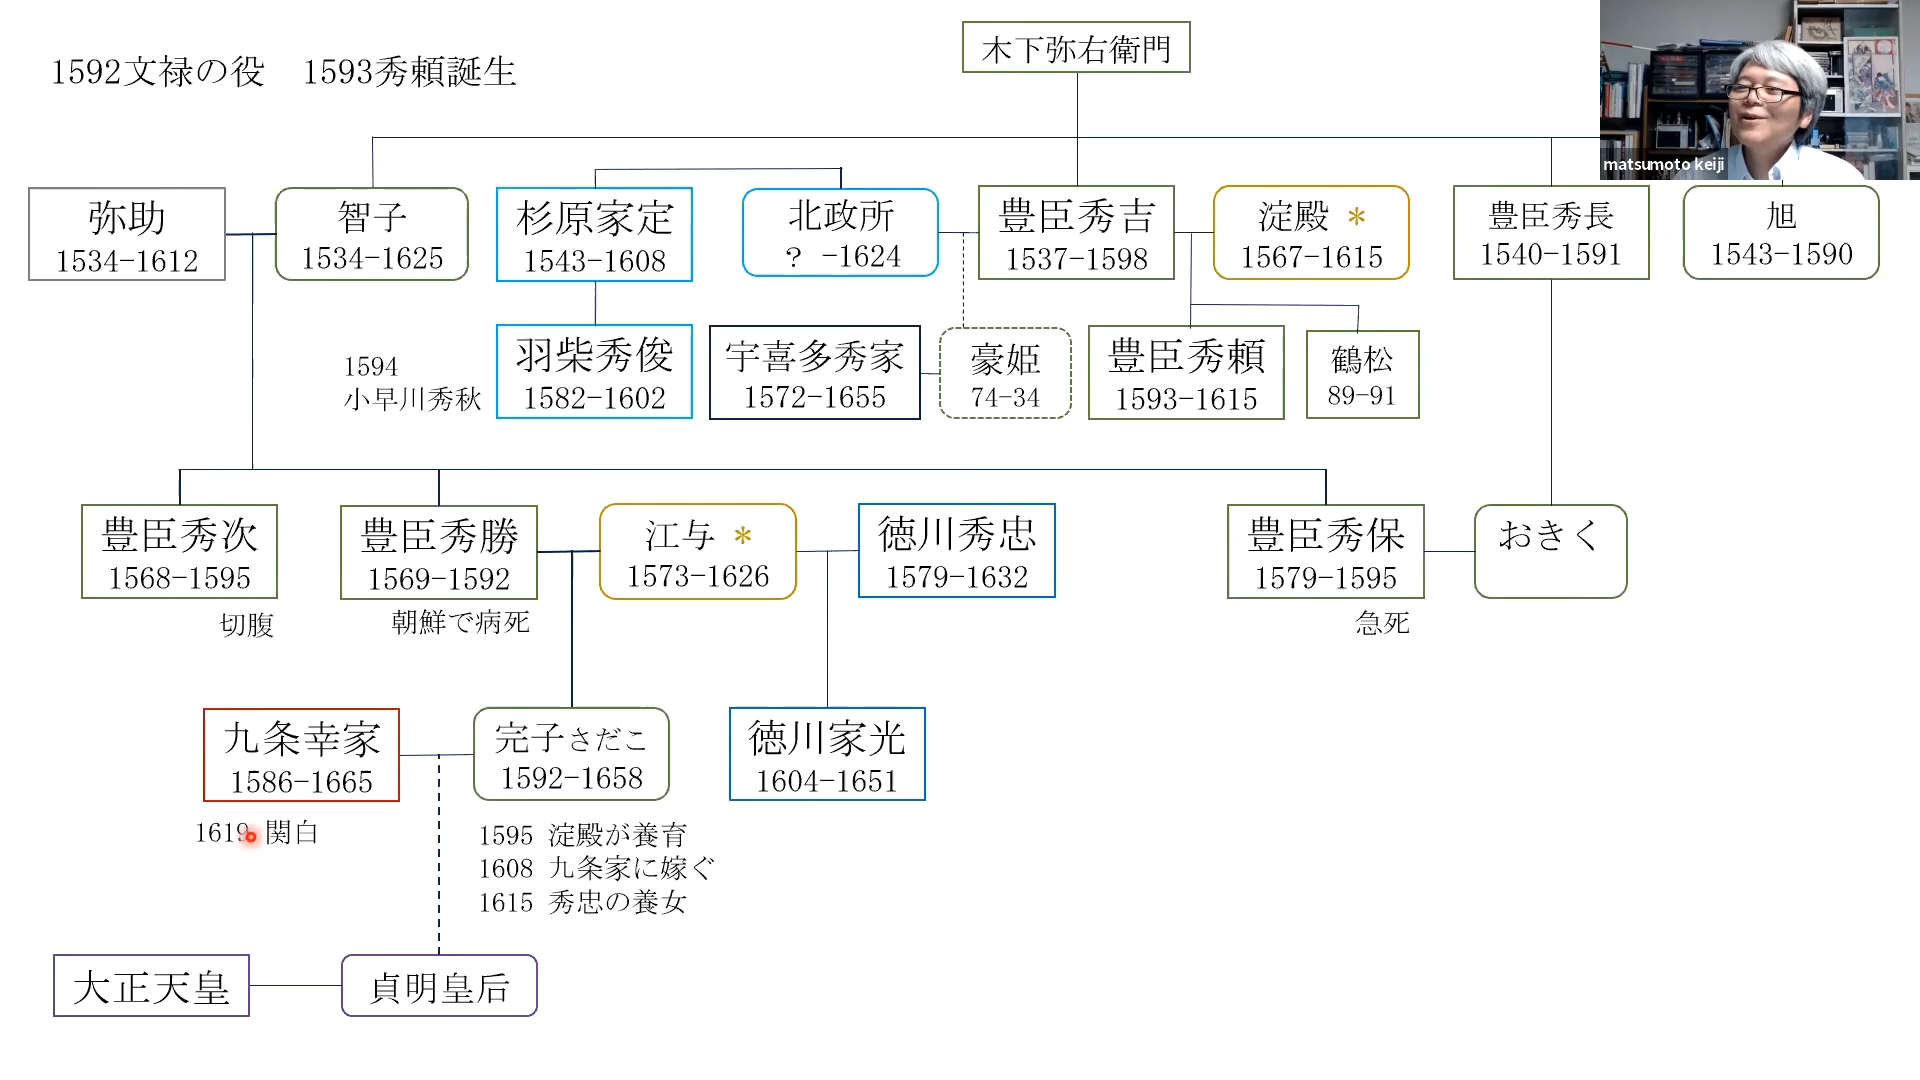 木下弥右衛門
1592文禄の役　1593秀頼誕生
matsumoto keiji
弥助
1534-1612
智子
1534-1625
杉原家定
1543-1608
北政所
？ -1624
豊臣秀吉
1537-1598
淀殿 ＊
1567-1615
豊臣秀長
1540-1591
旭
1543-1590
1594
小早川秀秋
羽柴秀俊
1582-1602
宇喜多秀家
1572-1655
豪姫
74-34
豊臣秀頼
1593-1615
鶴松
89-91
豊臣秀次
1568-1595
切腹
豊臣秀勝
1569-1592
朝鮮で病死
江与 ＊
1573-1626
徳川秀忠
1579-1632
豊臣秀保
1579-1595
急死
おきく
九条幸家
1586-1665
1619 関白
完子さだこ
1592-1658
1595 淀殿が養育
1608 九条家に嫁ぐ
1615 秀忠の養女
徳川家光
1604-1651
大正天皇
貞明皇后